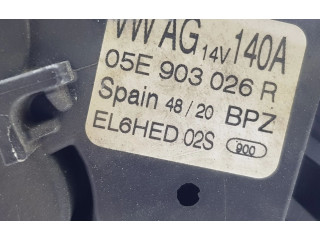 VW AG 14V 140A
05E 903 026 R
Spain 48/20 BPZ
EL6HED 02S 900